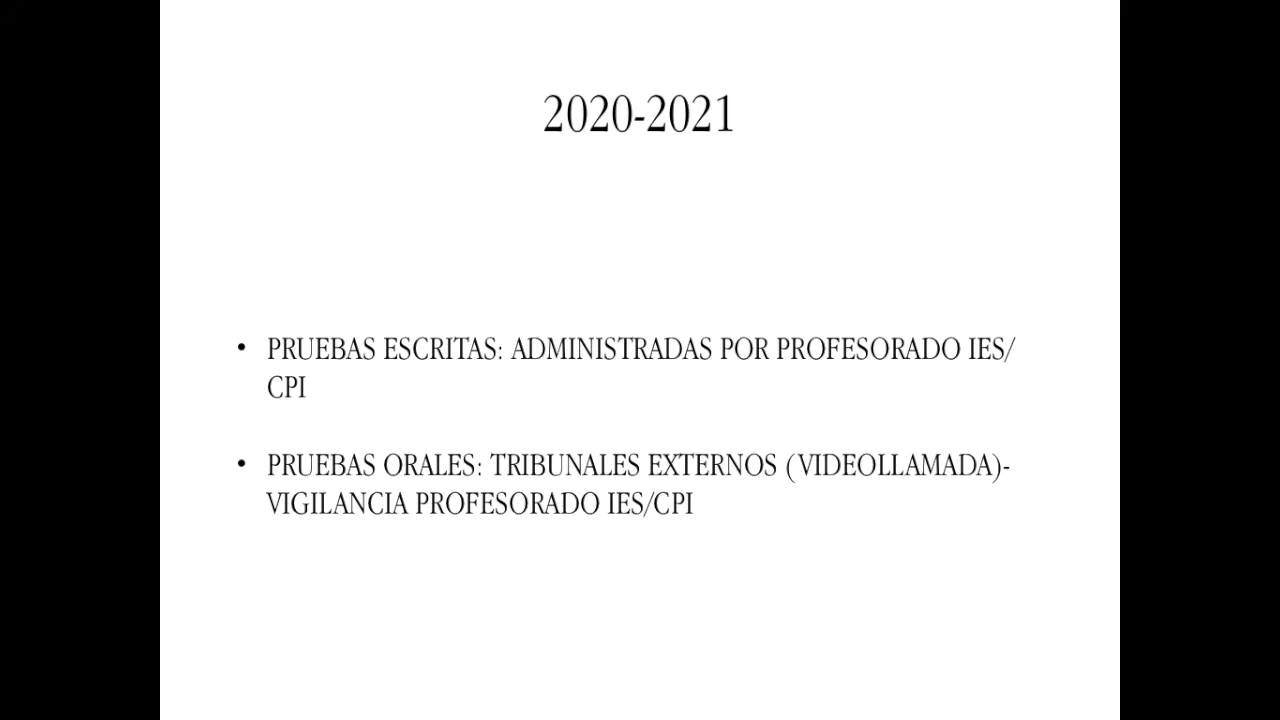 2020-2021
• PRUEBAS ESCRITAS: ADMINISTRADAS POR PROFESORADO IES/
CPI
• PRUEBAS ORALES: TRIBUNALES EXTERNOS (VIDEOLLAMADA)-
VIGILANCIA PROFESORADO IES/CPI